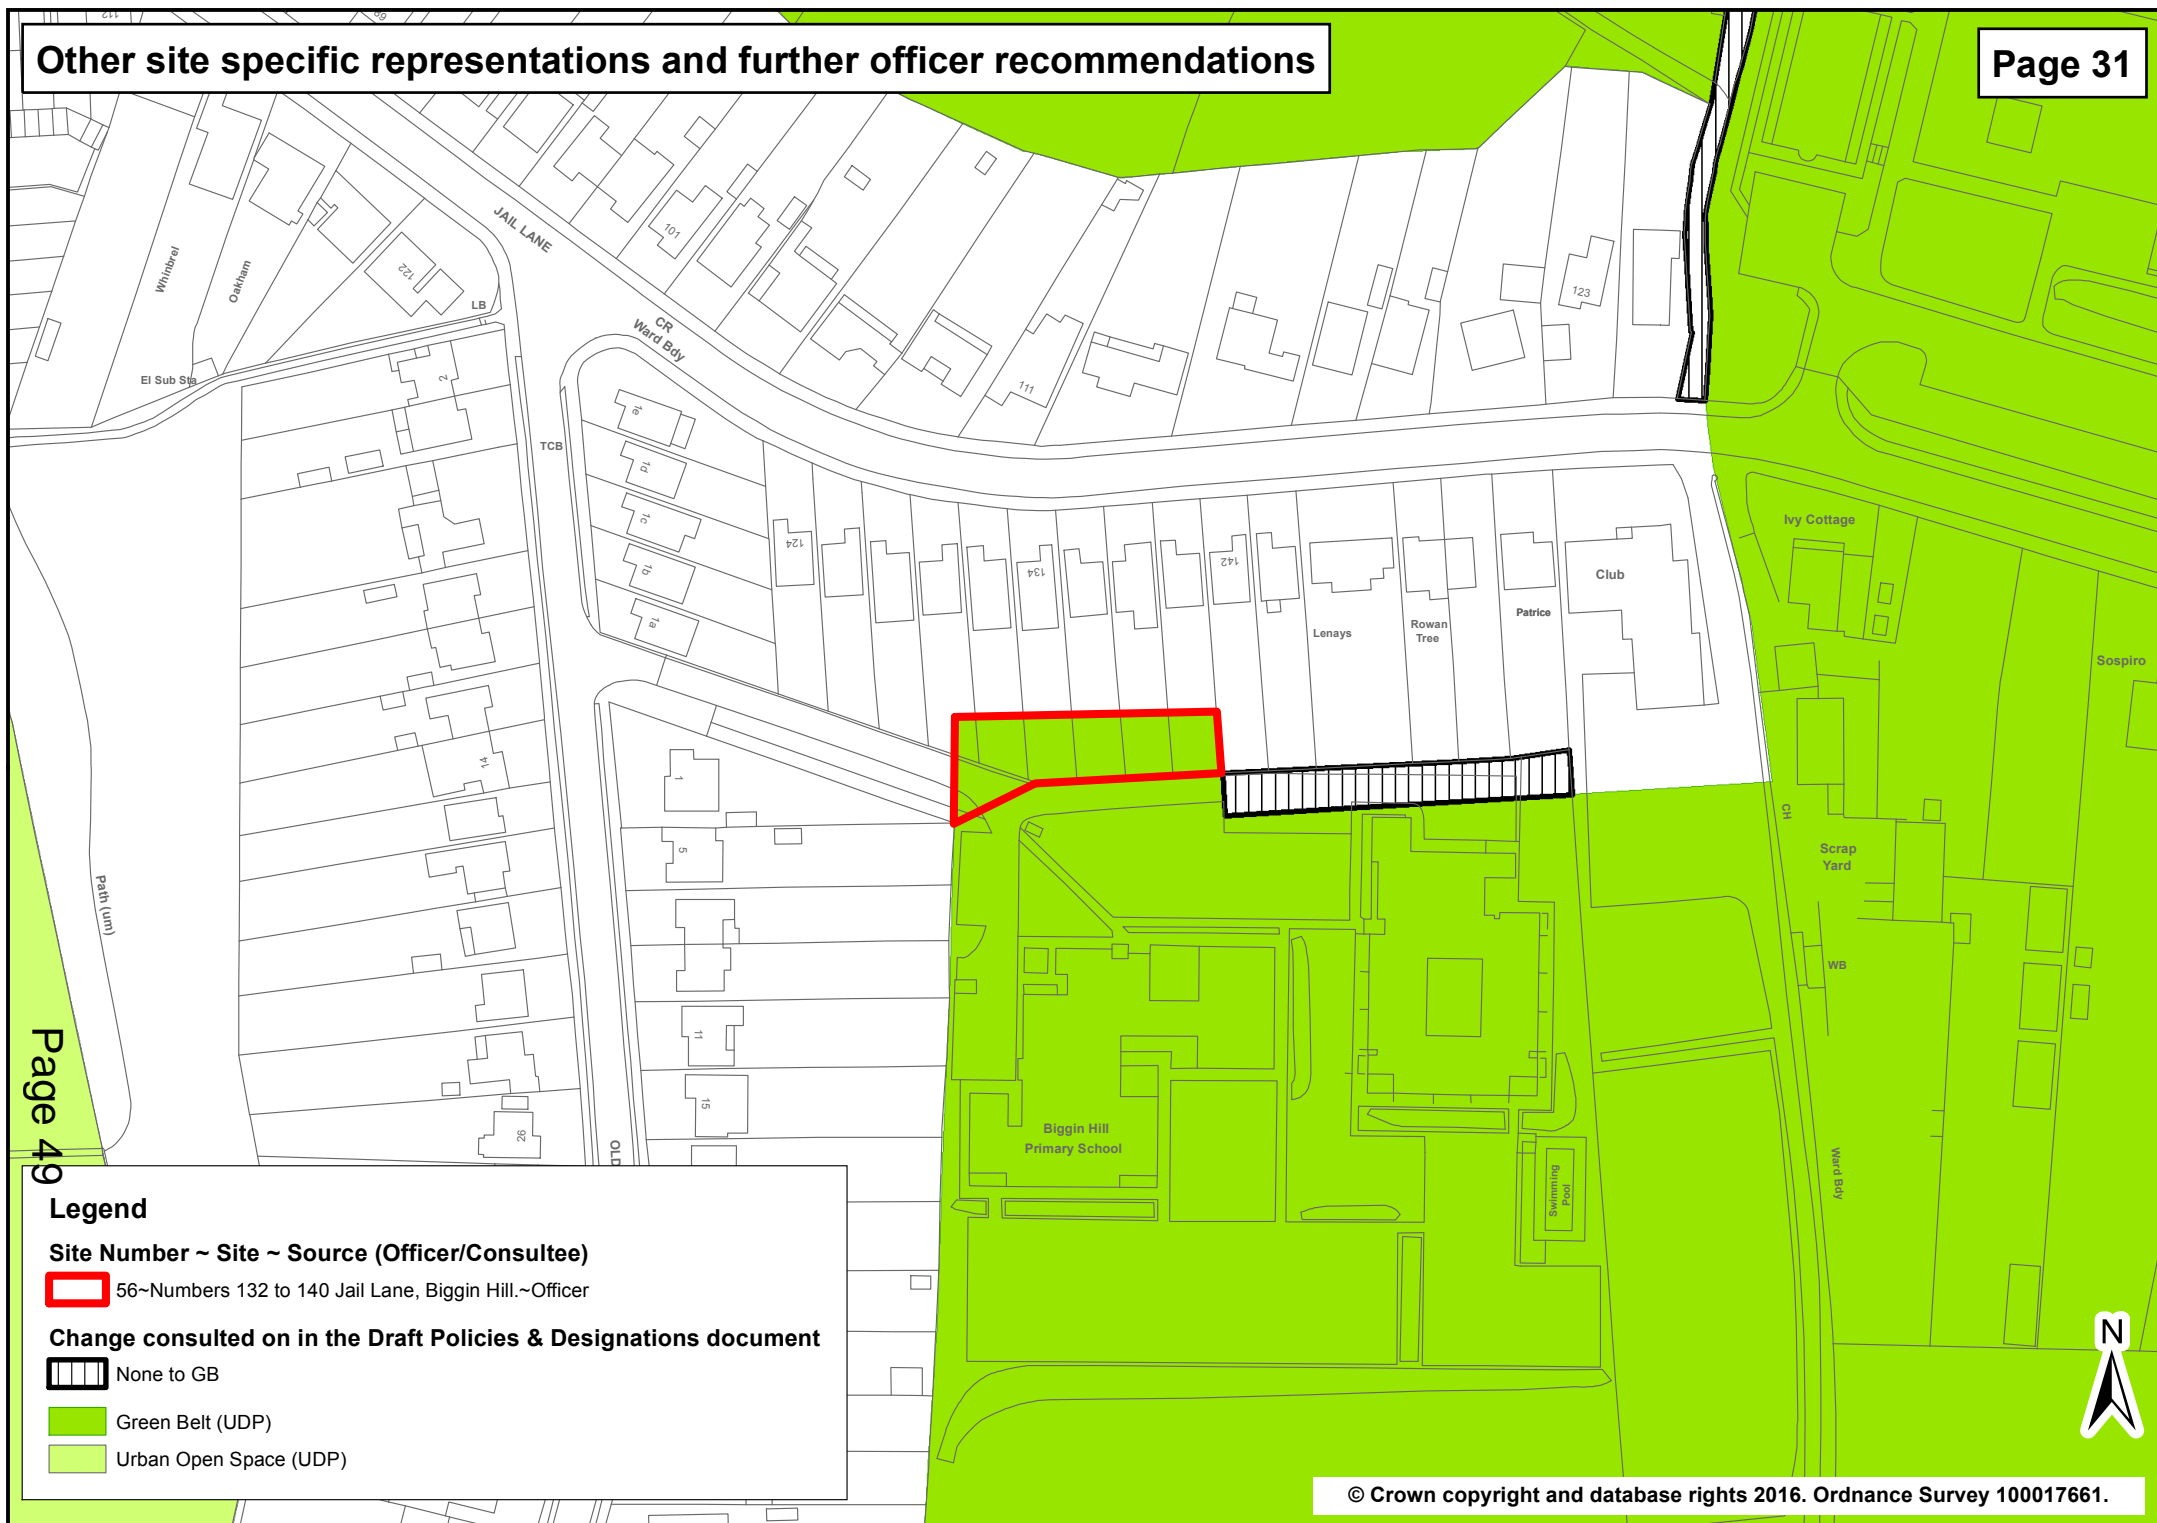 Other site specific representations and further officer recommendations
Page 31
112
JAIL LANE
101
Whinbrel
Oakham
122
LB
CR
Ward Bdy
123
El Sub Sta
2
111
1e
TCB
1d
1c
1b
1a
124
134
142
Ivy Cottage
Club
Patrice
Lenays
Rowan
Tree
Sospiro
14
1
5
CH
Scrap
Yard
Path (um)
WB
11
15
26
OLD
Biggin Hill
Primary School
Swimming
Pool
Ward Bdy
Page 49
Legend
Site Number ~ Site ~ Source (Officer/Consultee)
56~Numbers 132 to 140 Jail Lane, Biggin Hill.~Officer
Change consulted on in the Draft Policies & Designations document
None to GB
Green Belt (UDP)
Urban Open Space (UDP)
N
© Crown copyright and database rights 2016. Ordnance Survey 100017661.